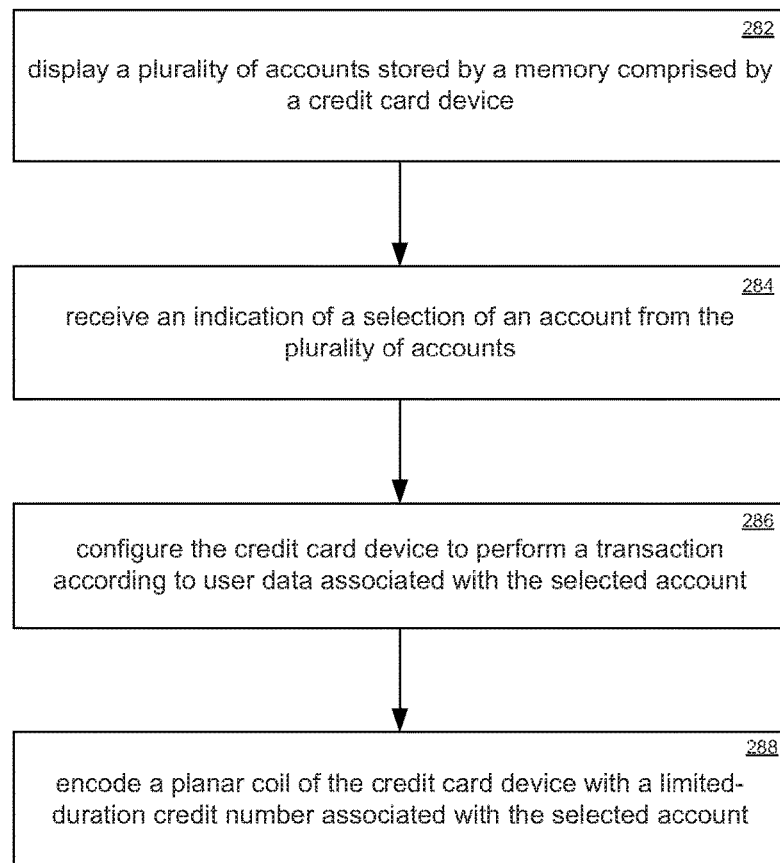 282
display a plurality of accounts stored by a memory comprised by
a credit card device
284
receive an indication of a selection of an account from the
plurality of accounts
286
configure the credit card device to perform a transaction
according to user data associated with the selected account
288
encode a planar coil of the credit card device with a limited-
duration credit number associated with the selected account